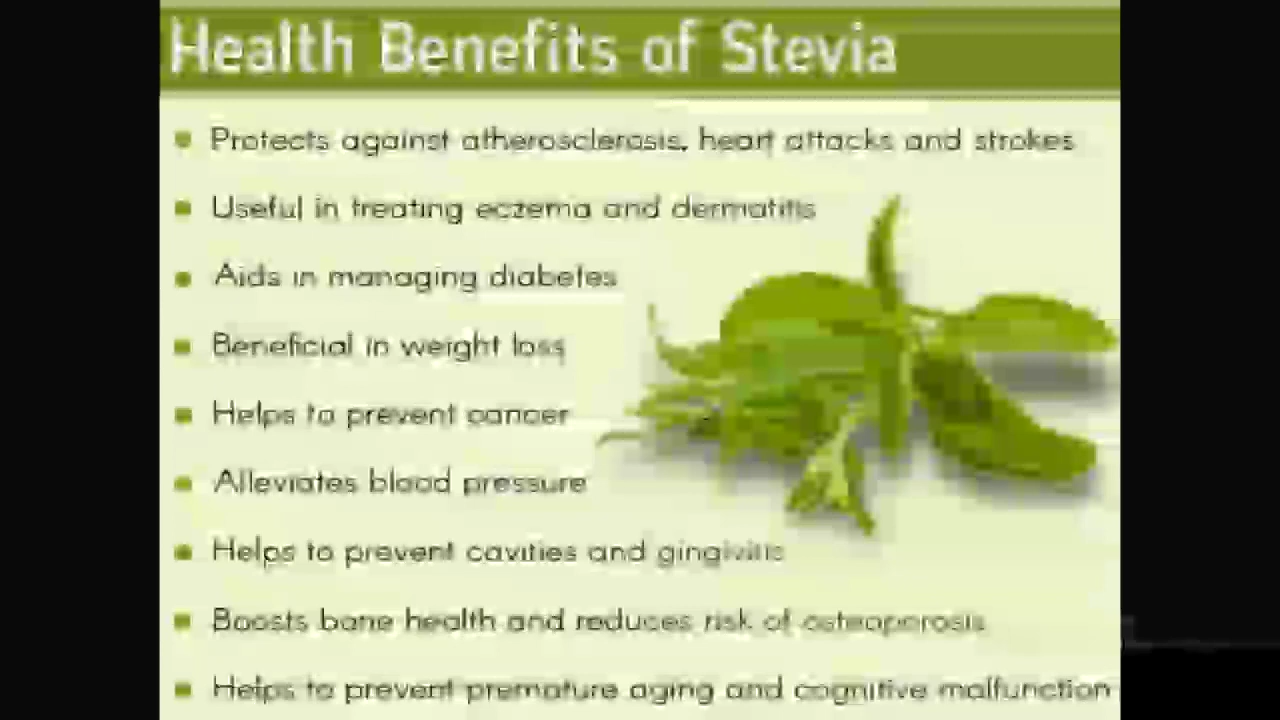 Health Benefits of Stevia
Protects against atherosclerosis, heart attacks and strokes
Useful in treating eczema and dermatitis
Aids in managing diabetes
Beneficial in weight loss
Helps to prevent cancer
Alleviates blood pressure
Helps to prevent cavities and gingivitis
Boosts bone health and reduces risk of osteoporosis
Helps to prevent premature aging and cognitive malfunction